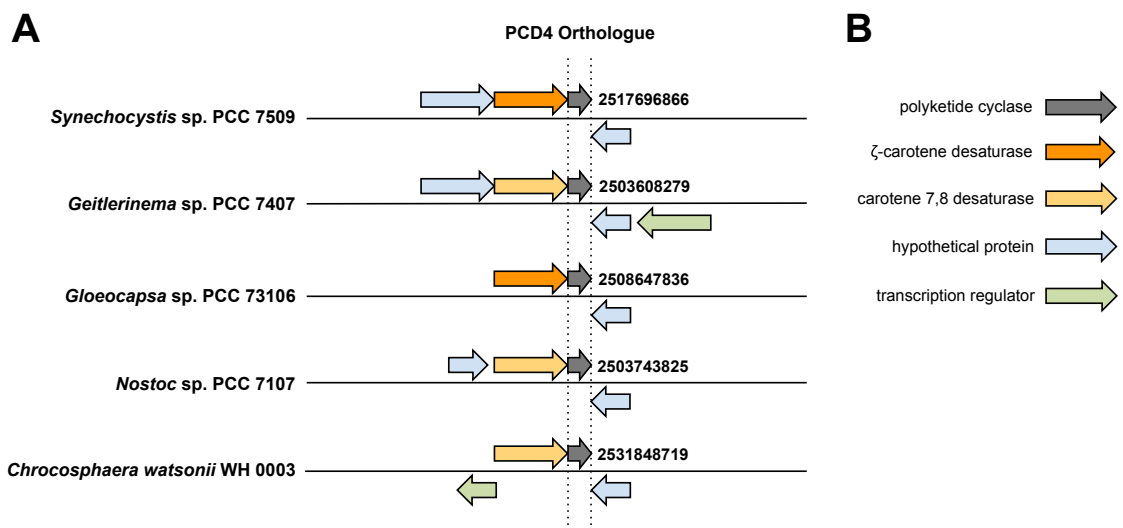 A
B
PCD4 Orthologue
Synechocystis sp. PCC 7509
2517696866
Geitlerinema sp. PCC 7407
2503608279
Gloeocapsa sp. PCC 73106
2508647836
Nostoc sp. PCC 7107
2503743825
Chrocosphaera watsonii WH 0003
2531848719
polyketide cyclase
ζ-carotene desaturase
carotene 7,8 desaturase
hypothetical protein
transcription regulator